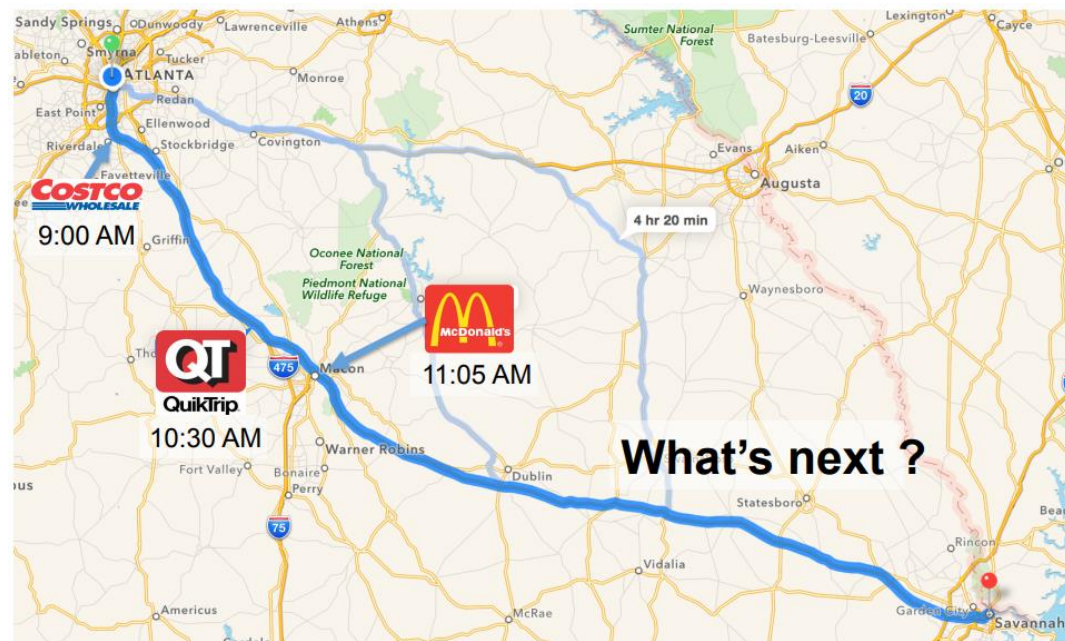 Sandy Springs
Dunwoody
Lawrenceville
Athens
Lexington
Cayce
Sumter National
Forest
Batesburg-Leesville
Smyrna
Tucker
ATLANTA
Monroe
Redan
20
East Point
Ellenwood
Covington
Evans
Aiken
Riverdale
Stockbridge
Fayetteville
Augusta
COSTCO
WHOLESALE
9:00 AM
4 hr 20 min
Griffin
Oconee National
Forest
Piedmont National
Wildlife Refuge
Waynesboro
McDonald's
QT
QuikTrip
475
Macon
11:05 AM
10:30 AM
Warner Robins
What's next ?
Fort Valley
Bonaire
Dublin
Perry
Statesboro
75
Rincon
Vidalia
Garden City
Savannah
Americus
McRae